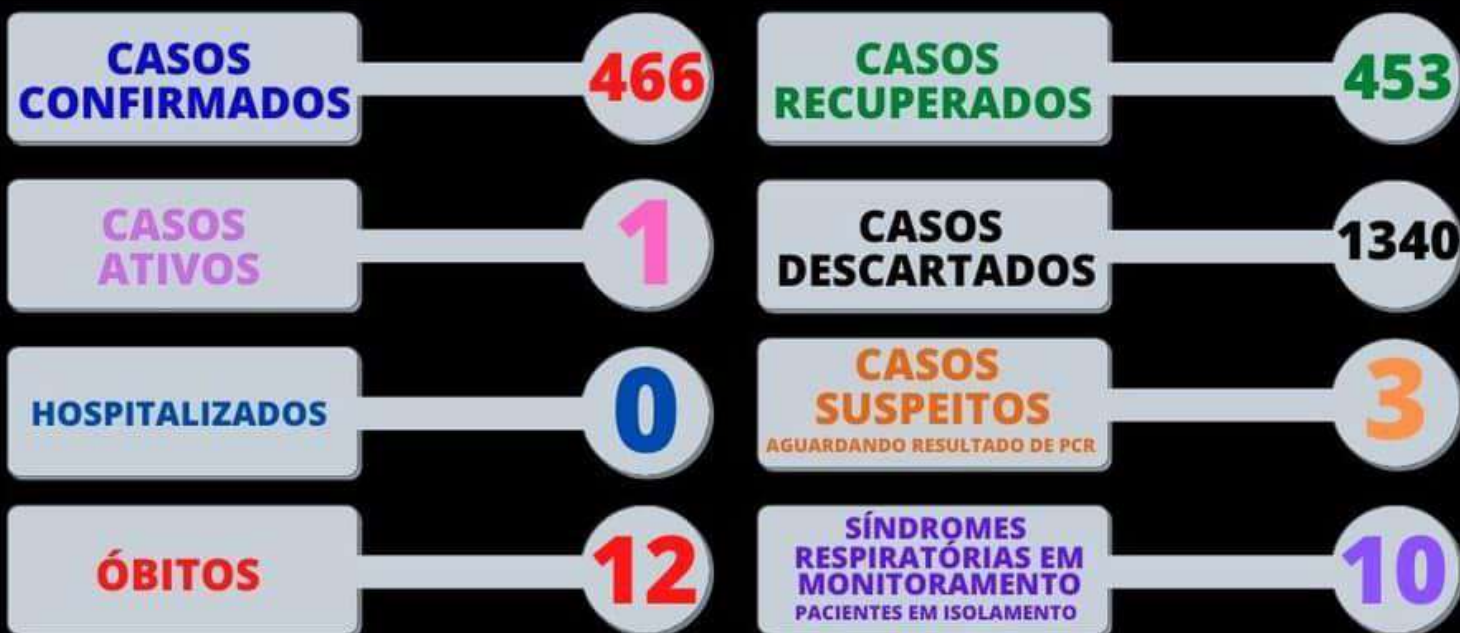 CASOS
CONFIRMADOS
466
CASOS
RECUPERADOS
453
CASOS
ATIVOS
1
CASOS
DESCARTADOS
1340
HOSPITALIZADOS
0
CASOS
SUSPEITOS
AGUARDANDO RESULTADO DE PCR
3
ÓBITOS
12
SÍNDROMES
RESPIRATÓRIAS EM
MONITORAMENTO
PACIENTES EM ISOLAMENTO
10